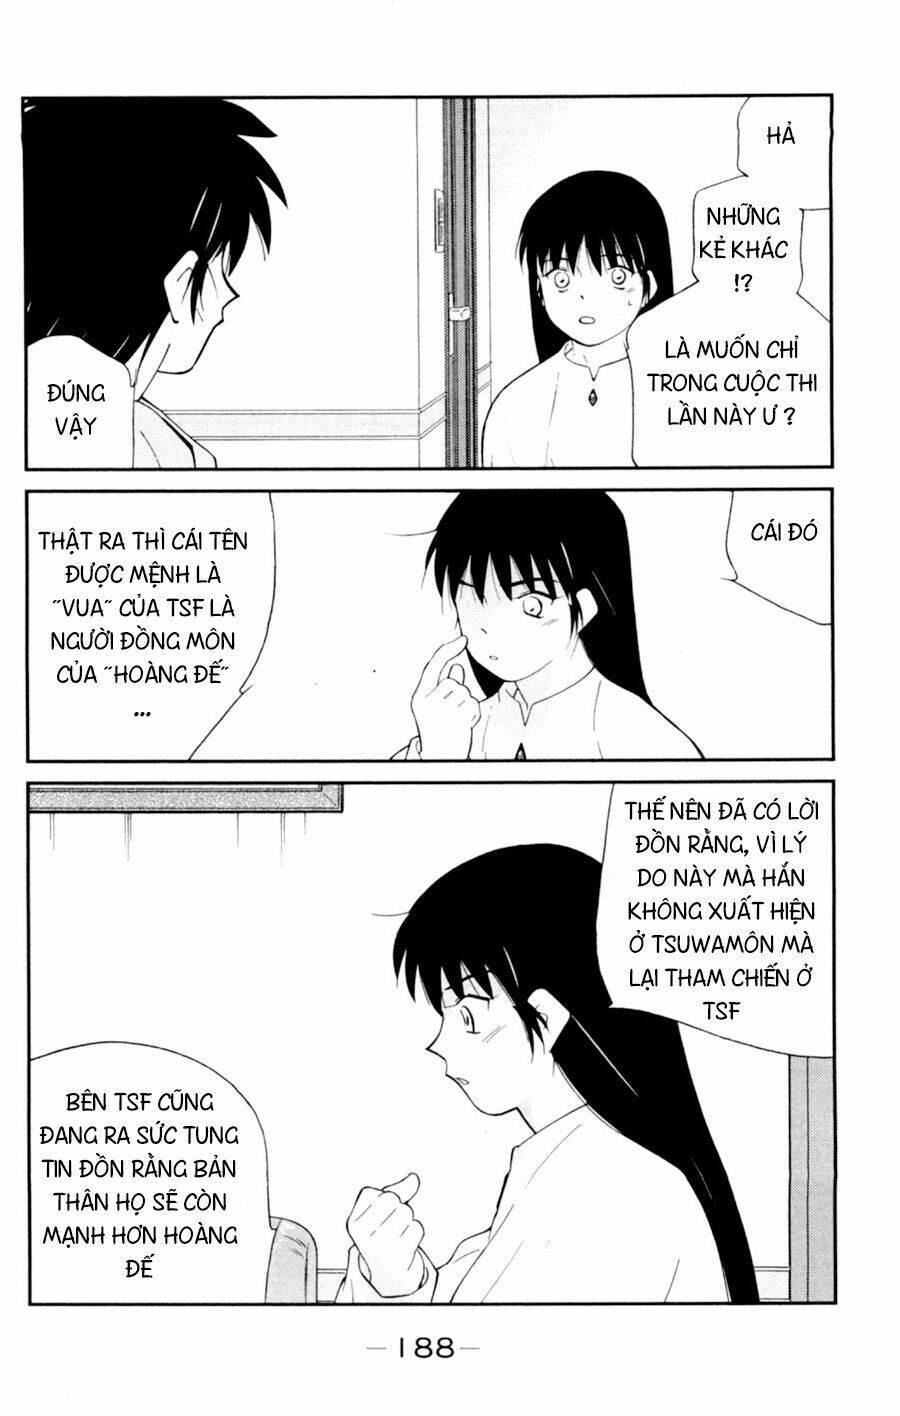 HẢ
NHỮNG
KẺ KHÁC
!?
LÀ MUỐN CHỈ
TRONG CUỘC THI
LẦN NÀY Ư ?
ĐÚNG
VẬY
CÁI ĐÓ
THẬT RA THÌ CÁI TÊN
ĐƯỢC MỆNH LÀ
"VUA" CỦA TSF LÀ
NGƯỜI ĐỒNG MÔN
CỦA "HOÀNG ĐẾ"
...
THẾ NÊN ĐÃ CÓ LỜI
ĐỒN RẰNG, VÌ LÝ
DO NÀY MÀ HẮN
KHÔNG XUẤT HIỆN
Ở TSUWAMÔN MÀ
LẠI THAM CHIẾN Ở
TSF
BÊN TSF CŨNG
ĐANG RA SỨC TUNG
TIN ĐỒN RẰNG BẢN
THÂN HỌ SẼ CÒN
MẠNH HƠN HOÀNG
ĐẾ
— 188 —